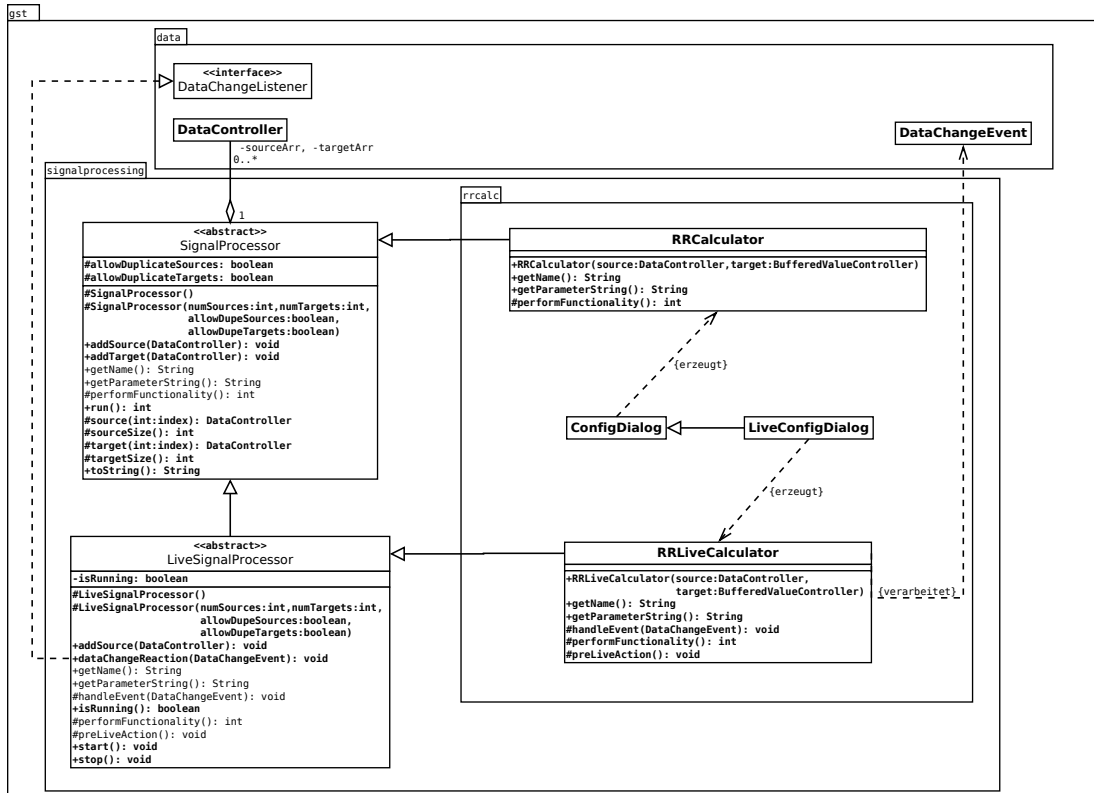 gst
data
<<interface>>
DataChangeListener
DataController
-sourceArr, -targetArr
0..*
DataChangeEvent
signalprocessing
1
<<abstract>>
SignalProcessor
#allowDuplicateSources: boolean
#allowDuplicateTargets: boolean
#SignalProcessor()
#SignalProcessor(numSources:int,numTargets:int,
allowDupeSources:boolean,
allowDupeTargets:boolean)
+addSource(DataController): void
+addTarget(DataController): void
+getName(): String
+getParameterString(): String
#performFunctionality(): int
+run(): int
#source(int:index): DataController
#sourceSize(): int
#target(int:index): DataController
#targetSize(): int
+toString(): String
<<abstract>>
LiveSignalProcessor
-isRunning: boolean
#LiveSignalProcessor()
#LiveSignalProcessor(numSources:int,numTargets:int,
allowDupeSources:boolean,
allowDupeTargets:boolean)
+addSource(DataController): void
+dataChangeReaction(DataChangeEvent): void
+getName(): String
+getParameterString(): String
#handleEvent(DataChangeEvent): void
+isRunning(): boolean
#performFunctionality(): int
#preLiveAction(): void
+start(): void
+stop(): void
rrcalc
RRCalculator
+RRCalculator(source:DataController,target:BufferedValueController)
+getName(): String
+getParameterString(): String
#performFunctionality(): int
{erzeugt}
ConfigDialog
LiveConfigDialog
{erzeugt}
RRLiveCalculator
+RRLiveCalculator(source:DataController,
target:BufferedValueController)
+getName(): String
+getParameterString(): String
#handleEvent(DataChangeEvent): void
#performFunctionality(): int
#preLiveAction(): void
{verarbeitet}